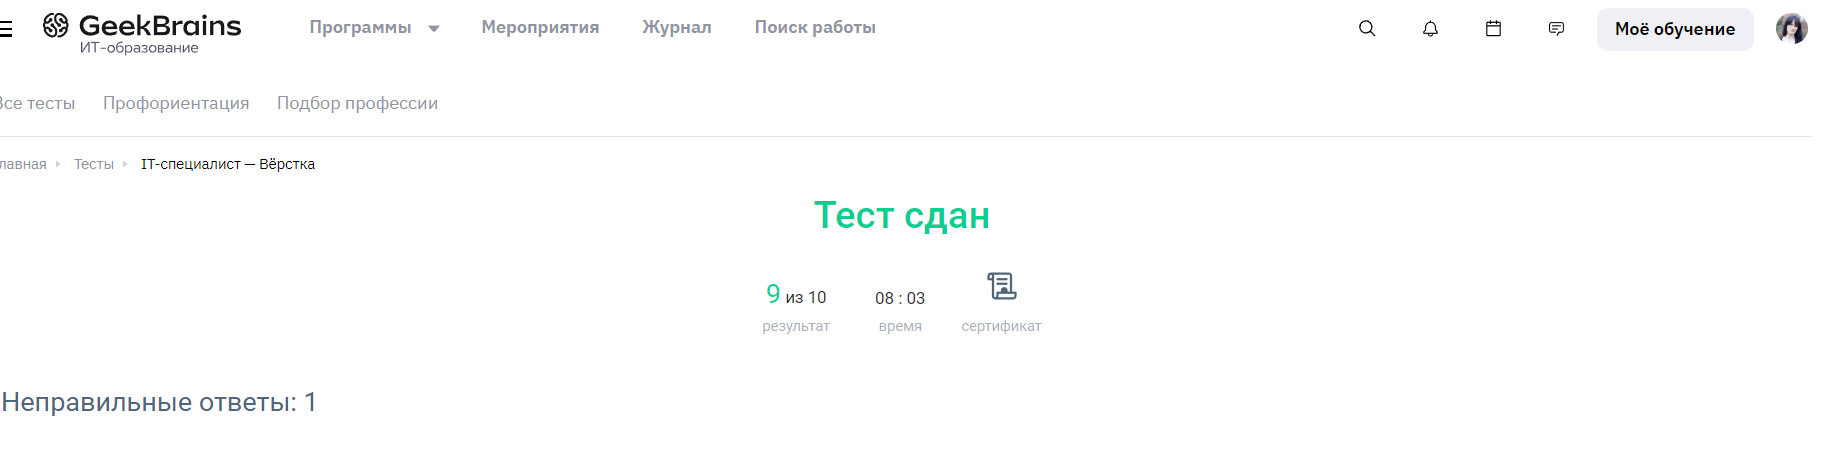 GeekBrains
ИТ-образование
Программы Мероприятия Журнал Поиск работы Моё обучение
Все тесты Профориентация Подбор профессии
лавная Тесты IT-специалист — Вёрстка
Тест сдан
9 из 10 08 : 03
результат время сертификат
Неправильные ответы: 1